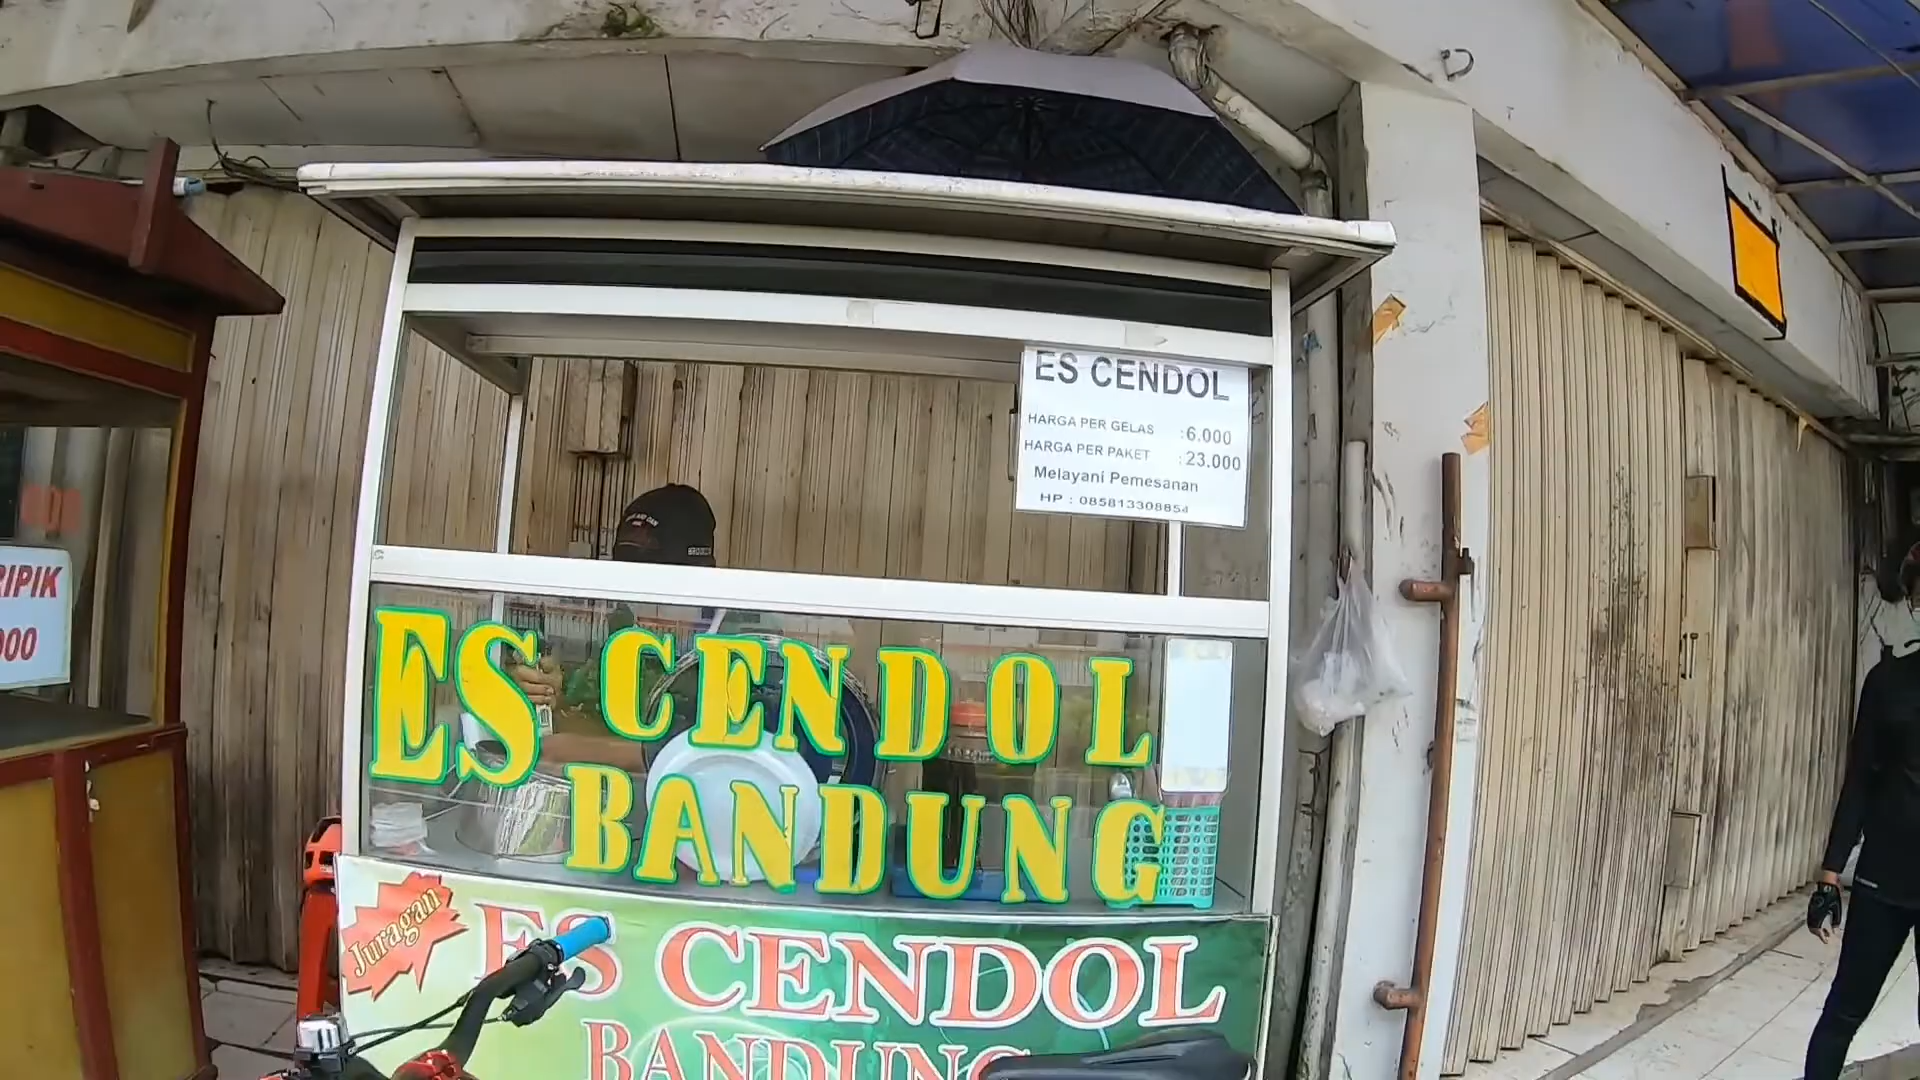 ES CENDOL
HARGA PER GELAS :6.000
HARGA PER PAKET :23.000
Melayani Pemesanan
HP : 085813308854
RIPIK
000
ES CENDOL
BANDUNG
Juragan
ES CENDOL
BANDUNG